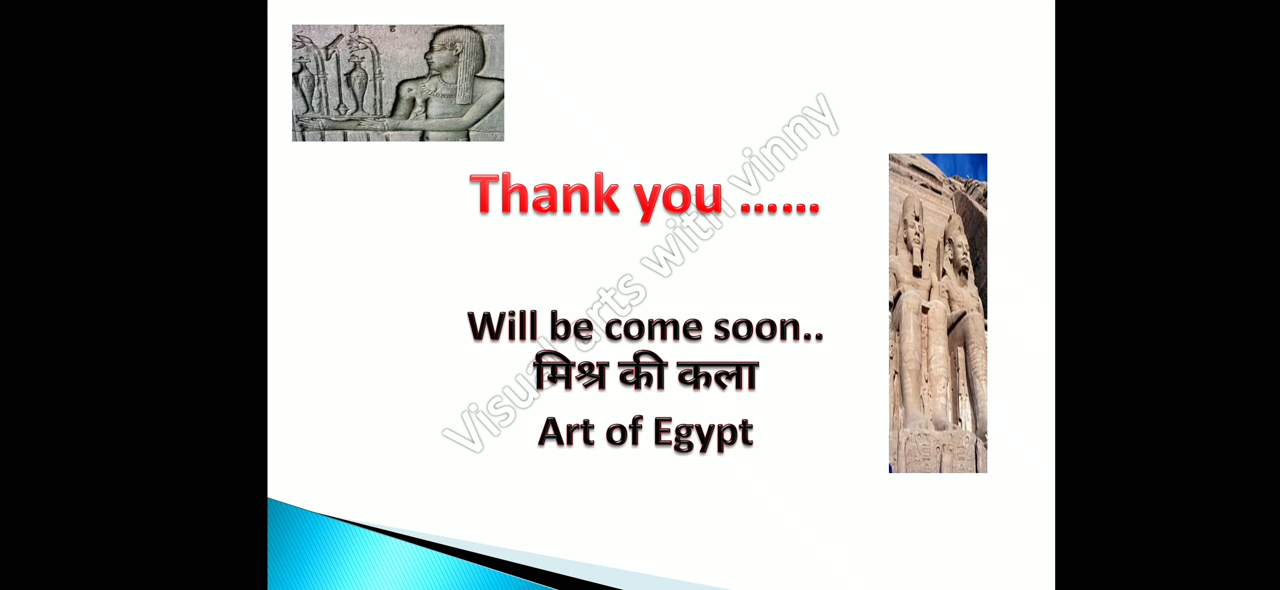 Thank you ......
Will be come soon..
मिश्र की कला
Art of Egypt
Visual arts with vinny